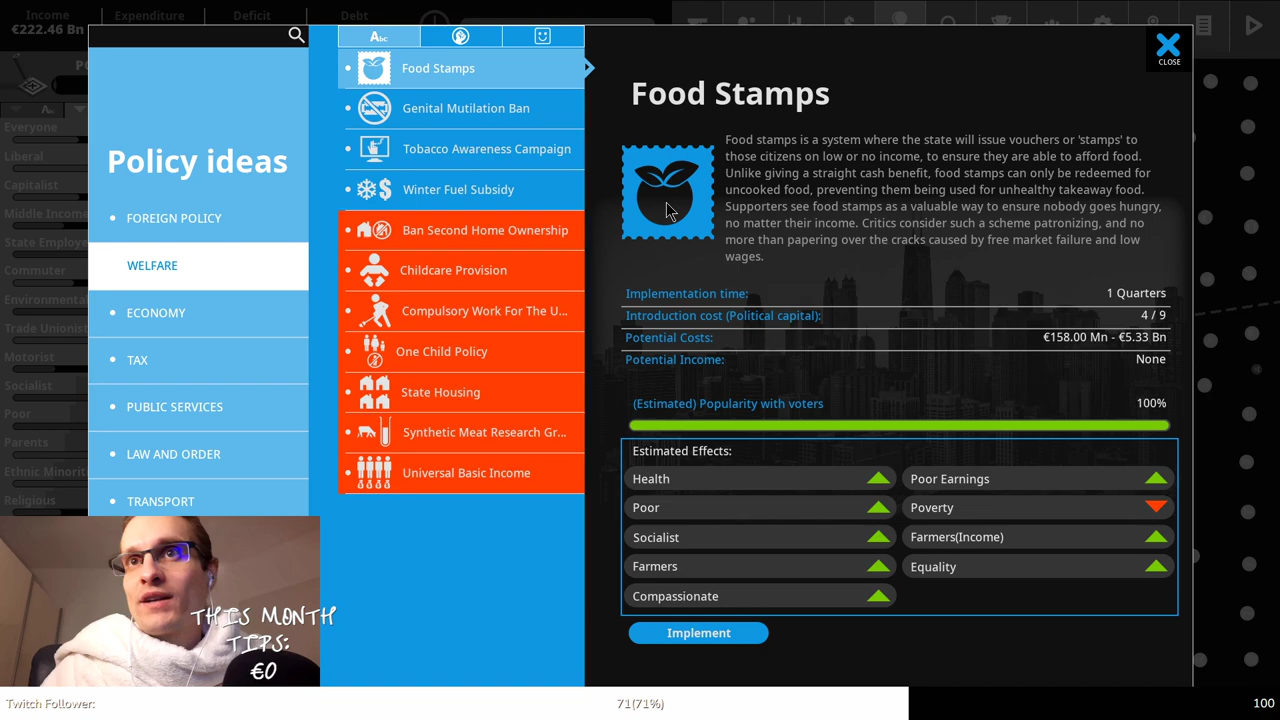 Income
Expenditure
Deficit
Debt
€222.46 Bn
Everyone
Liberal
Capitalist
Middle Income
State Employe
Commuter
Environmental
Trade Unionist
Motorist
Socialist
Poor
Parents
Ethnic Minorit
Religious
Policy ideas
FOREIGN POLICY
WELFARE
ECONOMY
TAX
PUBLIC SERVICES
LAW AND ORDER
TRANSPORT
Abc
Food Stamps
Genital Mutilation Ban
Tobacco Awareness Campaign
Winter Fuel Subsidy
Ban Second Home Ownership
Childcare Provision
Compulsory Work For The U...
One Child Policy
State Housing
Synthetic Meat Research Gr...
Universal Basic Income
CLOSE
Food Stamps
Food stamps is a system where the state will issue vouchers or 'stamps' to
those citizens on low or no income, to ensure they are able to afford food.
Unlike giving a straight cash benefit, food stamps can only be redeemed for
uncooked food, preventing them being used for unhealthy takeaway food.
Supporters see food stamps as a valuable way to ensure nobody goes hungry,
no matter their income. Critics consider such a scheme patronizing, and no
more than papering over the cracks caused by free market failure and low
wages.
Implementation time: 1 Quarters
Introduction cost (Political capital): 4 / 9
Potential Costs: €158.00 Mn - €5.33 Bn
Potential Income: None
(Estimated) Popularity with voters 100%
Estimated Effects:
Health Poor Earnings
Poor Poverty
Socialist Farmers(Income)
Farmers Equality
Compassionate
Implement
THIS MONTH
TIPS:
€0
Twitch Follower: 71(71%) 100